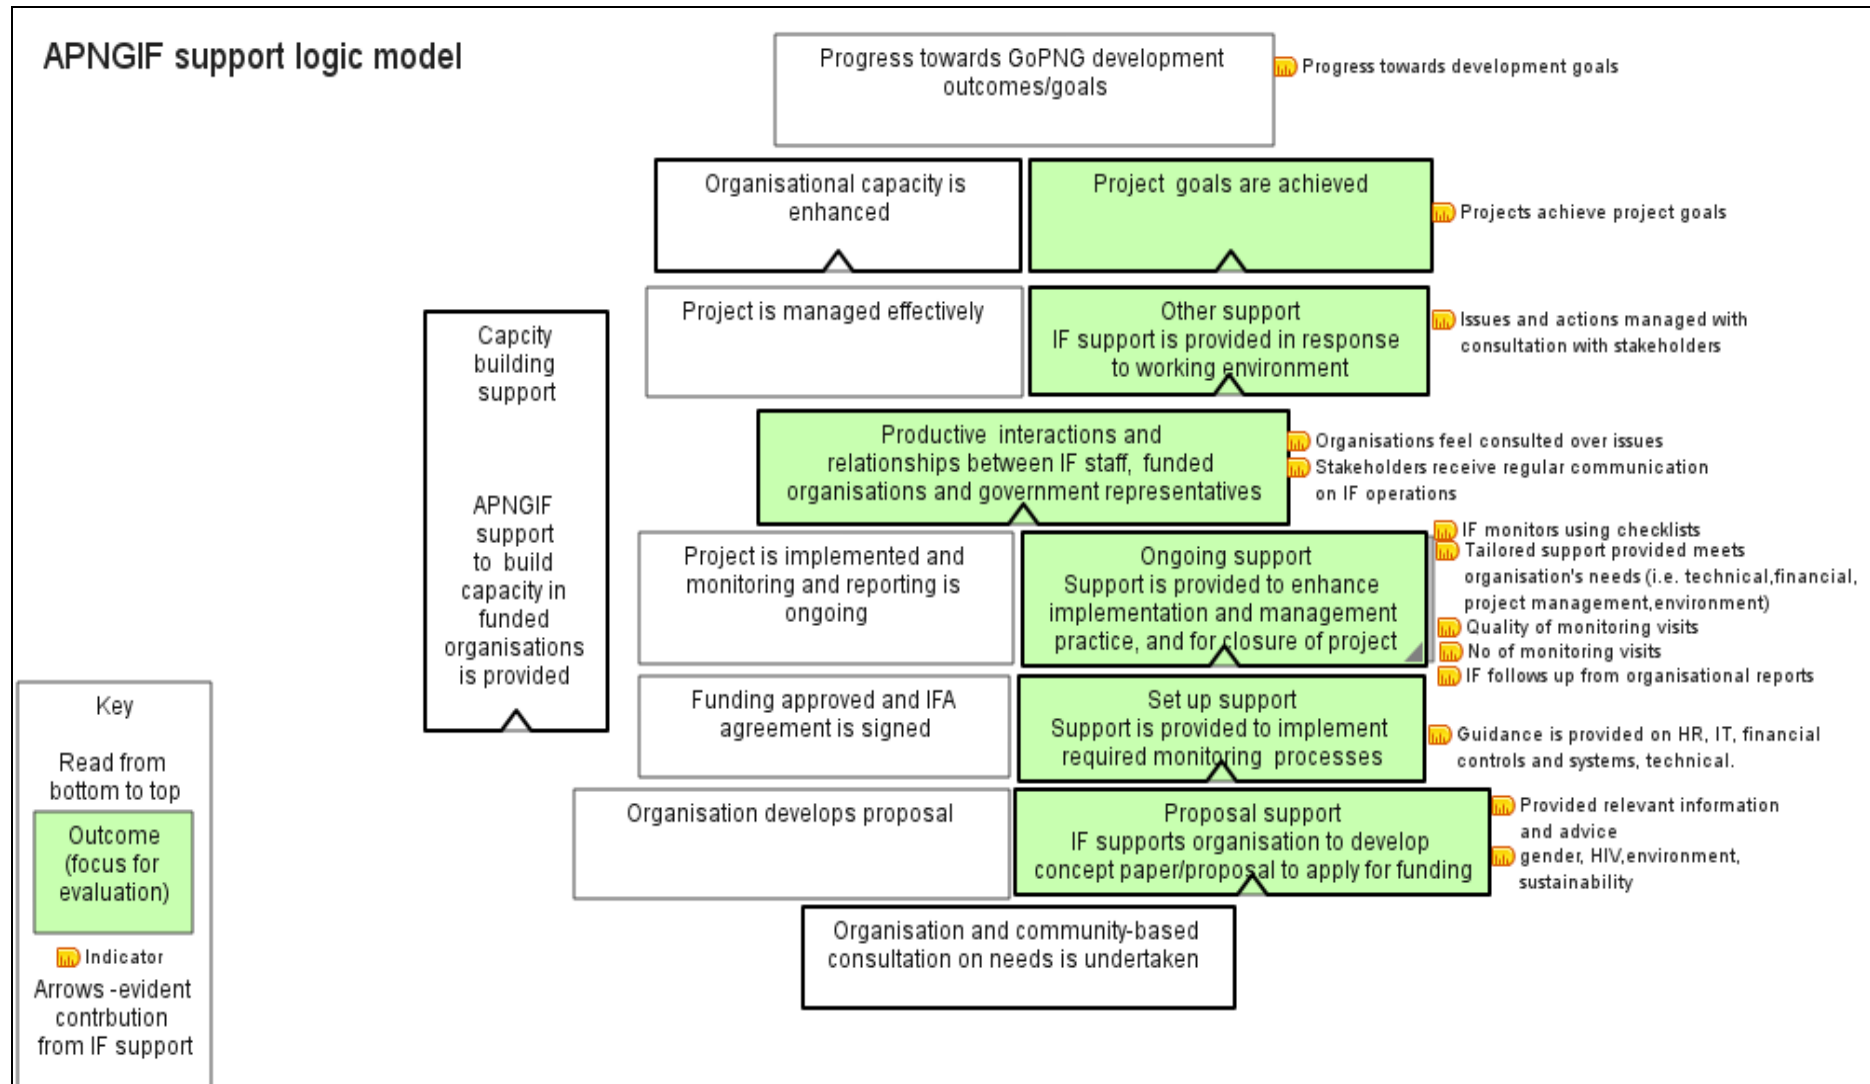 APNGIF support logic model
Progress towards GoPNG development
outcomes/goals
Progress towards development goals
Organisational capacity is
enhanced
Project goals are achieved
Projects achieve project goals
Project is managed effectively
Other support
IF support is provided in response
to working environment
Issues and actions managed with
consultation with stakeholders
Capcity
building
support
APNGIF
support
to build
capacity in
funded
organisations
is provided
Productive interactions and
relationships between IF staff, funded
organisations and government representatives
Organisations feel consulted over issues
Stakeholders receive regular communication
on IF operations
Project is implemented and
monitoring and reporting is
ongoing
Ongoing support
Support is provided to enhance
implementation and management
practice, and for closure of project
IF monitors using checklists
Tailored support provided meets
organisation's needs (i.e. technical,financial,
project management,environment)
Quality of monitoring visits
No of monitoring visits
IF follows up from organisational reports
Funding approved and IFA
agreement is signed
Set up support
Support is provided to implement
required monitoring processes
Guidance is provided on HR, IT, financial
controls and systems, technical.
Organisation develops proposal
Proposal support
IF supports organisation to develop
concept paper/proposal to apply for funding
Provided relevant information
and advice
gender, HIV,environment,
sustainability
Organisation and community-based
consultation on needs is undertaken
Key
Read from
bottom to top
Outcome
(focus for
evaluation)
Indicator
Arrows -evident
contrbution
from IF support